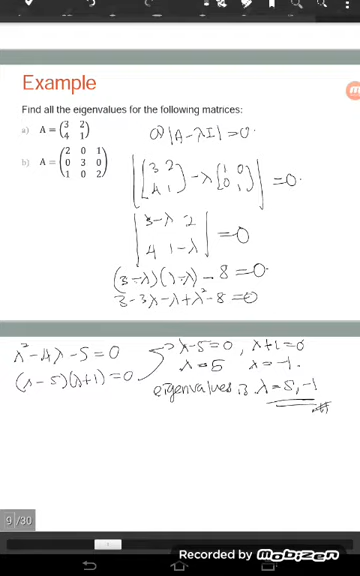 Example
Find all the eigenvalues for the following matrices:
a) A = (3 2
4 1)
b) A = (2 0 1
0 3 0
1 0 2)
a) |A - λI| = 0.
|[3 2
4 1] - λ[1 0
0 1]| = 0.
|3-λ 2
4 1-λ| = 0
(3-λ)(1-λ) - 8 = 0.
3 - 3λ - λ + λ² - 8 = 0
λ² - 4λ - 5 = 0
(λ - 5)(λ + 1) = 0
λ - 5 = 0, λ + 1 = 0
λ = 5 λ = -1.
eigenvalues is λ = 5, -1
9 /30
Recorded by mobizen